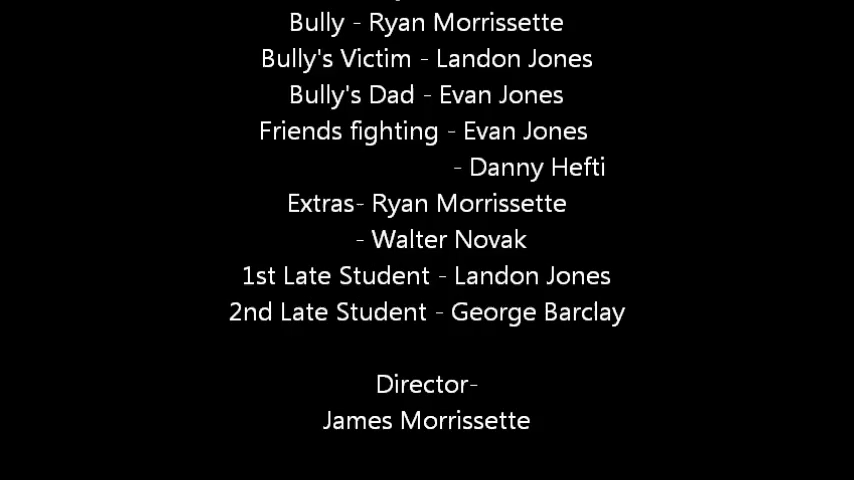 Bully - Ryan Morrissette
Bully's Victim - Landon Jones
Bully's Dad - Evan Jones
Friends fighting - Evan Jones
- Danny Hefti
Extras- Ryan Morrissette
- Walter Novak
1st Late Student - Landon Jones
2nd Late Student - George Barclay
Director-
James Morrissette